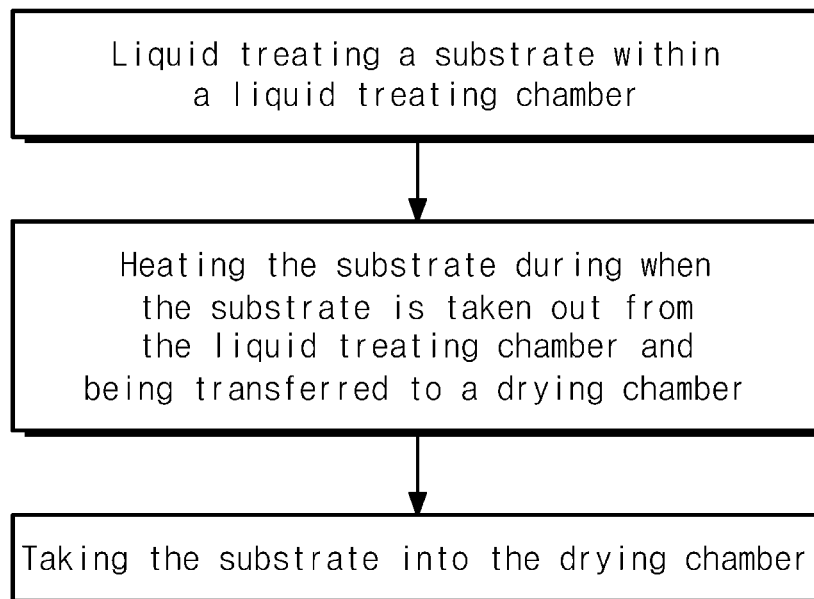 Liquid treating a substrate within
a liquid treating chamber
Heating the substrate during when
the substrate is taken out from
the liquid treating chamber and
being transferred to a drying chamber
Taking the substrate into the drying chamber